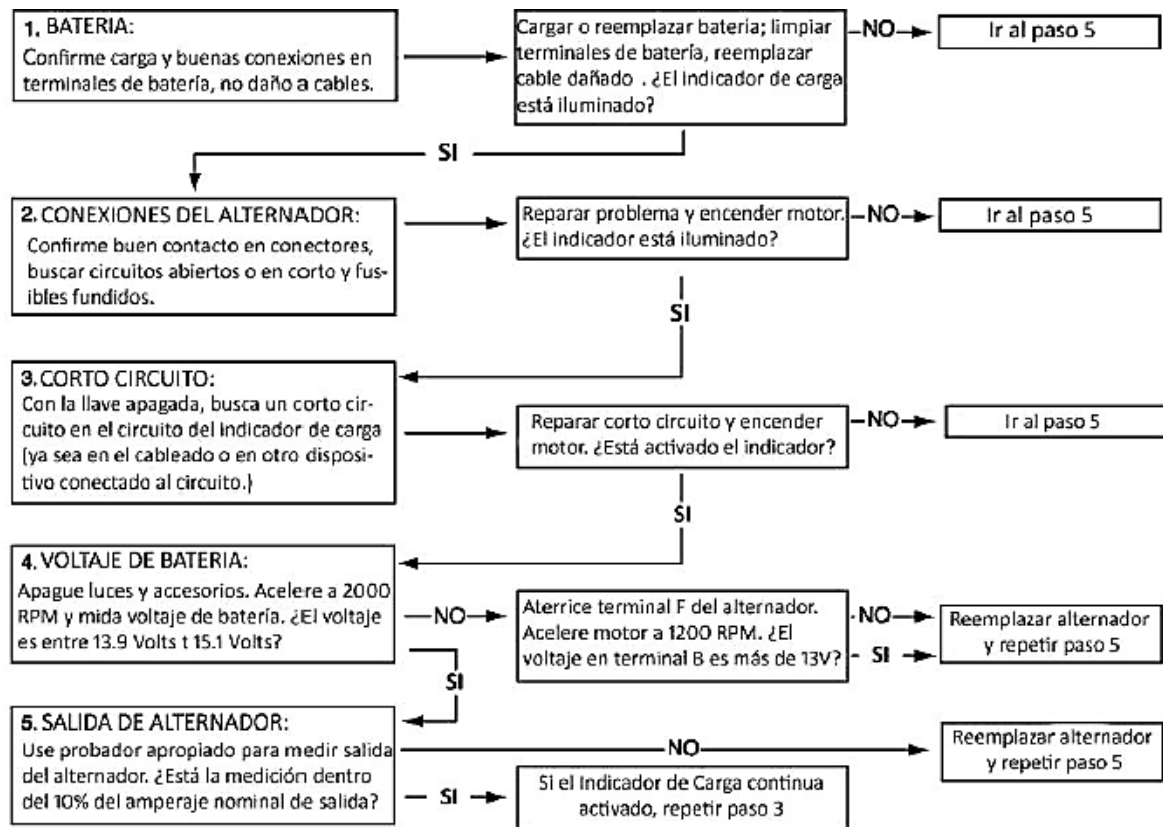 1. BATERIA:
Confirme carga y buenas conexiones en
terminales de batería, no daño a cables.
Cargar o reemplazar bateria; limpiar
terminales de batería, reemplazar
cable dañado . ¿El indicador de carga
está iluminado?
NO
Ir al paso 5
SI
2. CONEXIONES DEL ALTERNADOR:
Confirme buen contacto en conectores,
buscar circuitos abiertos o en corto y fus-
ibles fundidos.
Reparar problema y encender motor.
¿El indicador está iluminado?
NO
Ir al paso 5
SI
3. CORTO CIRCUITO:
Con la llave apagada, busca un corto cir-
cuito en el circuito del indicador de carga
(ya sea en el cableado o en otro disposi-
tivo conectado al circuito.)
Reparar corto circuito y encender
motor. ¿Está activado el indicador?
NO
Ir al paso 5
SI
4. VOLTAJE DE BATERIA:
Apague luces y accesorios. Acelere a 2000
RPM y mida voltaje de batería. ¿El voltaje
es entre 13.9 Volts t 15.1 Volts?
NO
Aterrice terminal F del alternador.
Acelere motor a 1200 RPM. ¿El
voltaje en terminal B es más de 13V?
NO
SI
Reemplazar alternador
y repetir paso 5
SI
5. SALIDA DE ALTERNADOR:
Use probador apropiado para medir salida
del alternador. ¿Está la medición dentro
del 10% del amperaje nominal de salida?
NO
Reemplazar alternador
y repetir paso 5
SI
Si el Indicador de Carga continua
activado, repetir paso 3